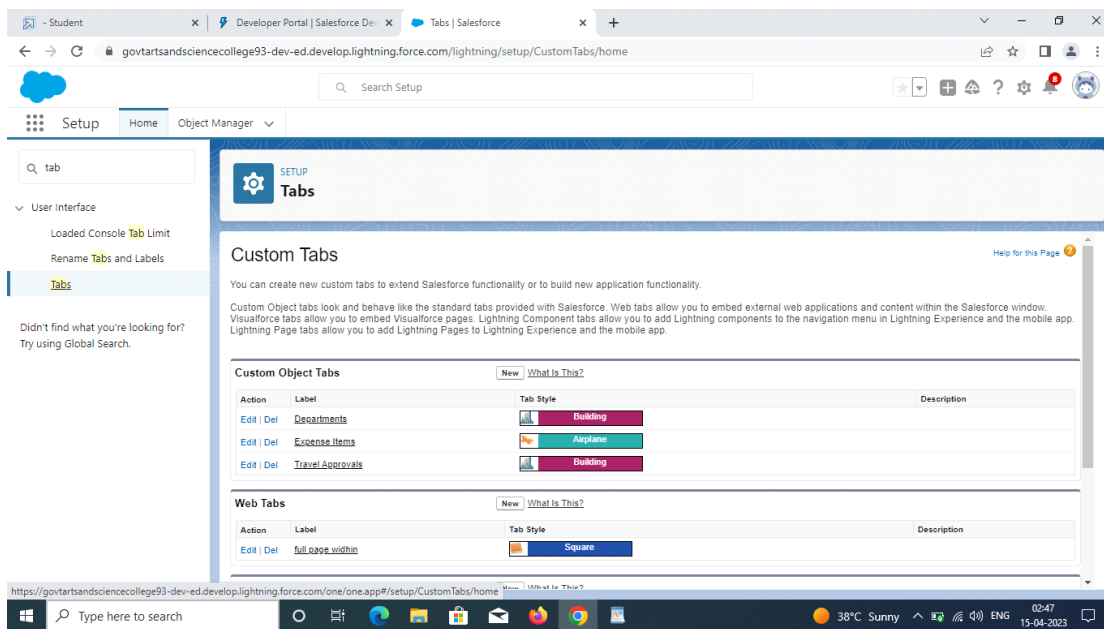 - Student
Developer Portal | Salesforce De
Tabs | Salesforce
govtartsandsciencecollege93-dev-ed.develop.lightning.force.com/lightning/setup/CustomTabs/home
Search Setup
8
Setup
Home
Object Manager
tab
User Interface
Loaded Console Tab Limit
Rename Tabs and Labels
Tabs
Didn't find what you're looking for?
Try using Global Search.
SETUP
Tabs
Custom Tabs
Help for this Page
You can create new custom tabs to extend Salesforce functionality or to build new application functionality.
Custom Object tabs look and behave like the standard tabs provided with Salesforce. Web tabs allow you to embed external web applications and content within the Salesforce window.
Visualforce tabs allow you to embed Visualforce pages. Lightning Component tabs allow you to add Lightning components to the navigation menu in Lightning Experience and the mobile app.
Lightning Page tabs allow you to add Lightning Pages to Lightning Experience and the mobile app.
Custom Object Tabs New What Is This?
Action Label Tab Style Description
Edit | Del Departments Building
Edit | Del Expense Items Airplane
Edit | Del Travel Approvals Building
Web Tabs New What Is This?
Action Label Tab Style Description
Edit | Del full page widhin Square
New What Is This?
https://govtartsandsciencecollege93-dev-ed.develop.lightning.force.com/one/one.app#/setup/CustomTabs/home
Type here to search
38°C Sunny
ENG
02:47
15-04-2023